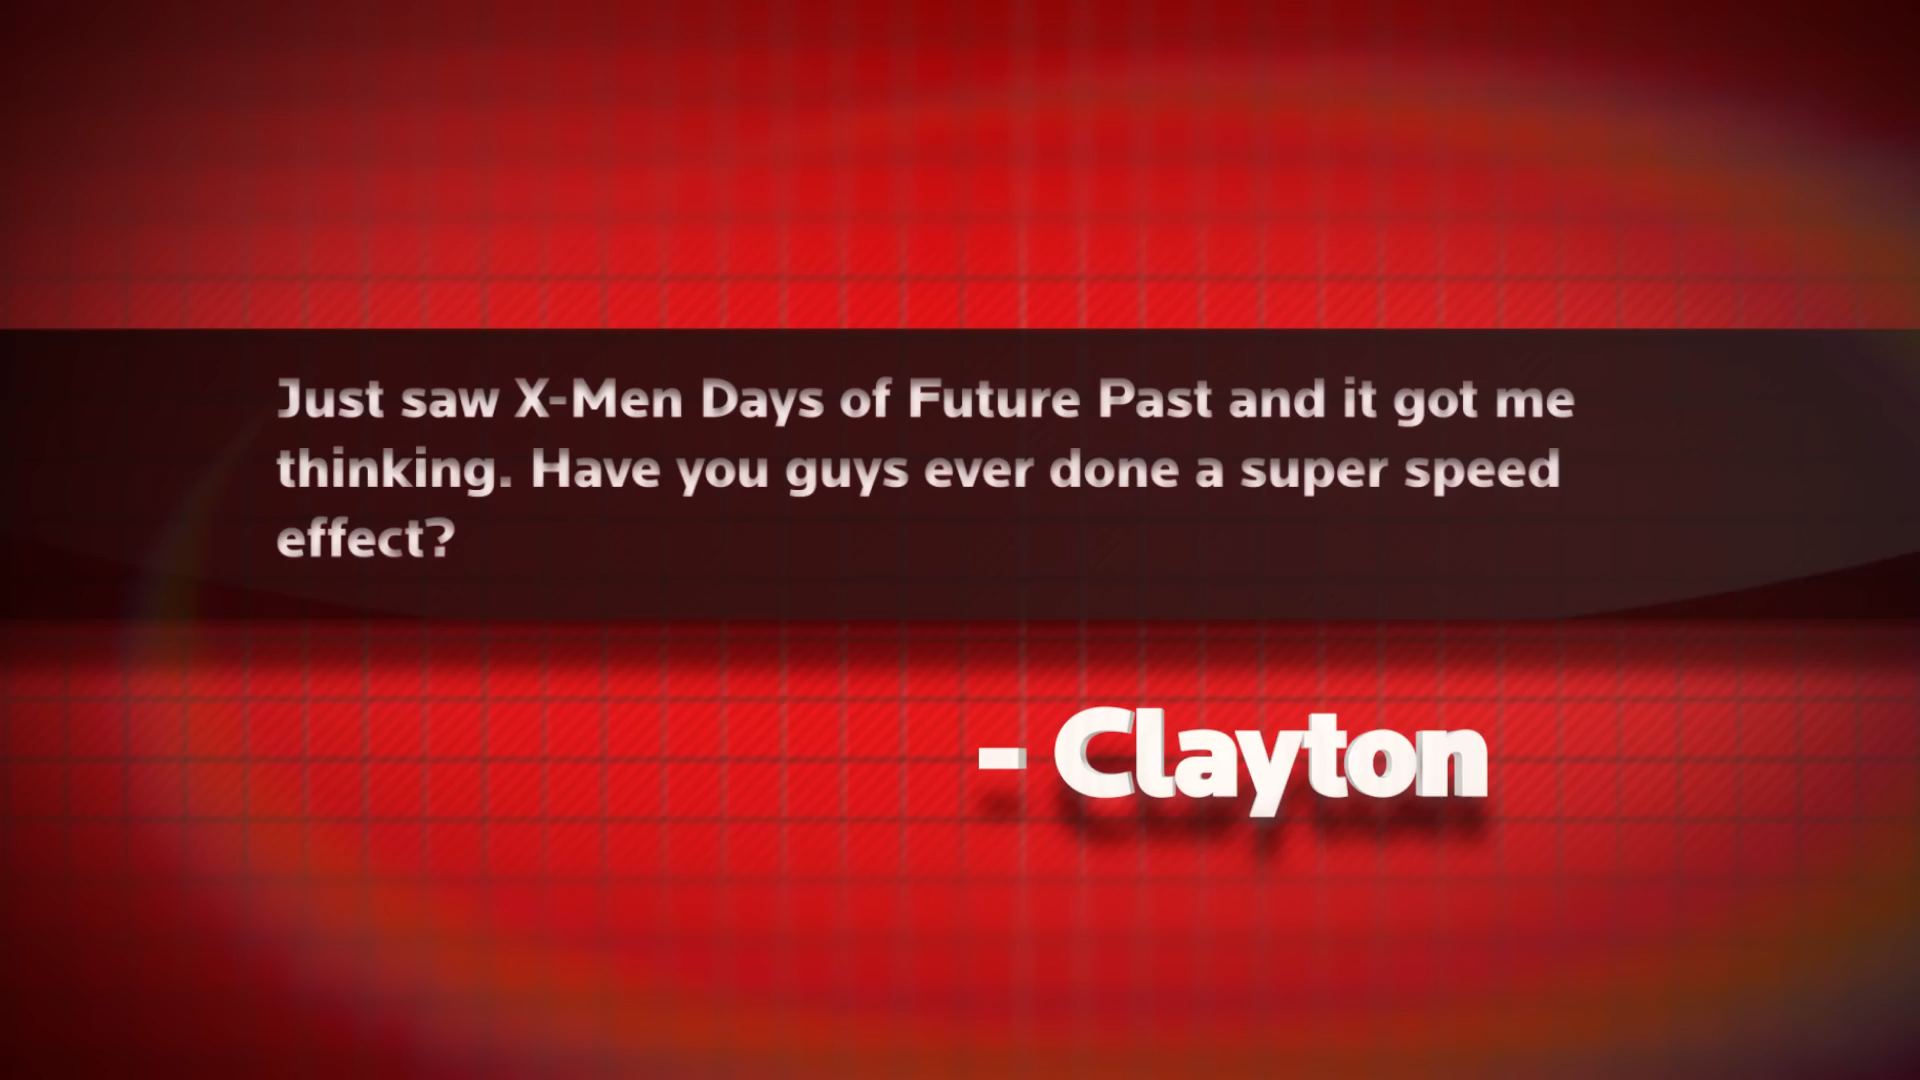 Just saw X-Men Days of Future Past and it got me
thinking. Have you guys ever done a super speed
effect?
- Clayton